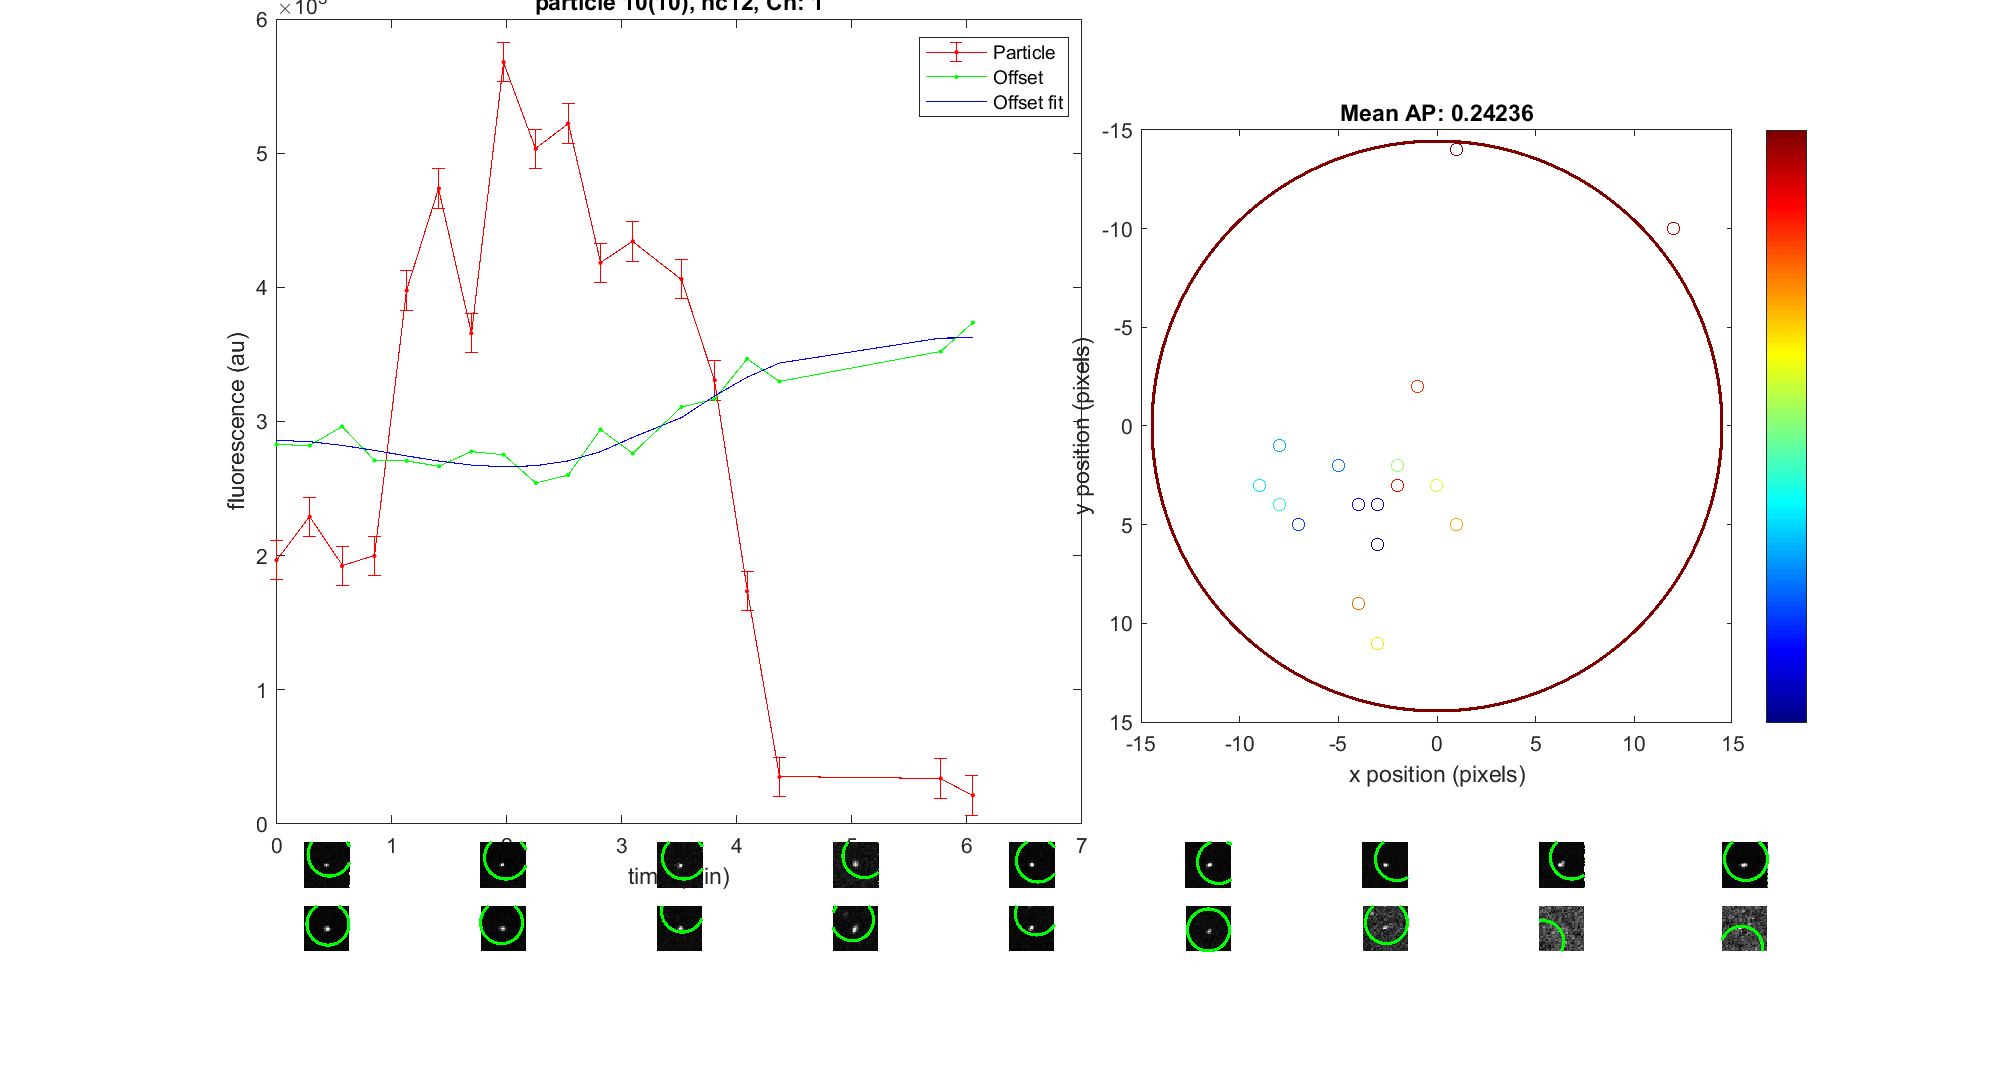 particle 10(10), nc12, Ch: 1
6
5
4
3
2
1
0
fluorescence (au)
Particle
Offset
Offset fit
0 1 2 3 4 6 7
Mean AP: 0.24236
-15
-10
-5
0
5
10
15
y position (pixels)
-15 -10 -5 0 5 10 15
x position (pixels)